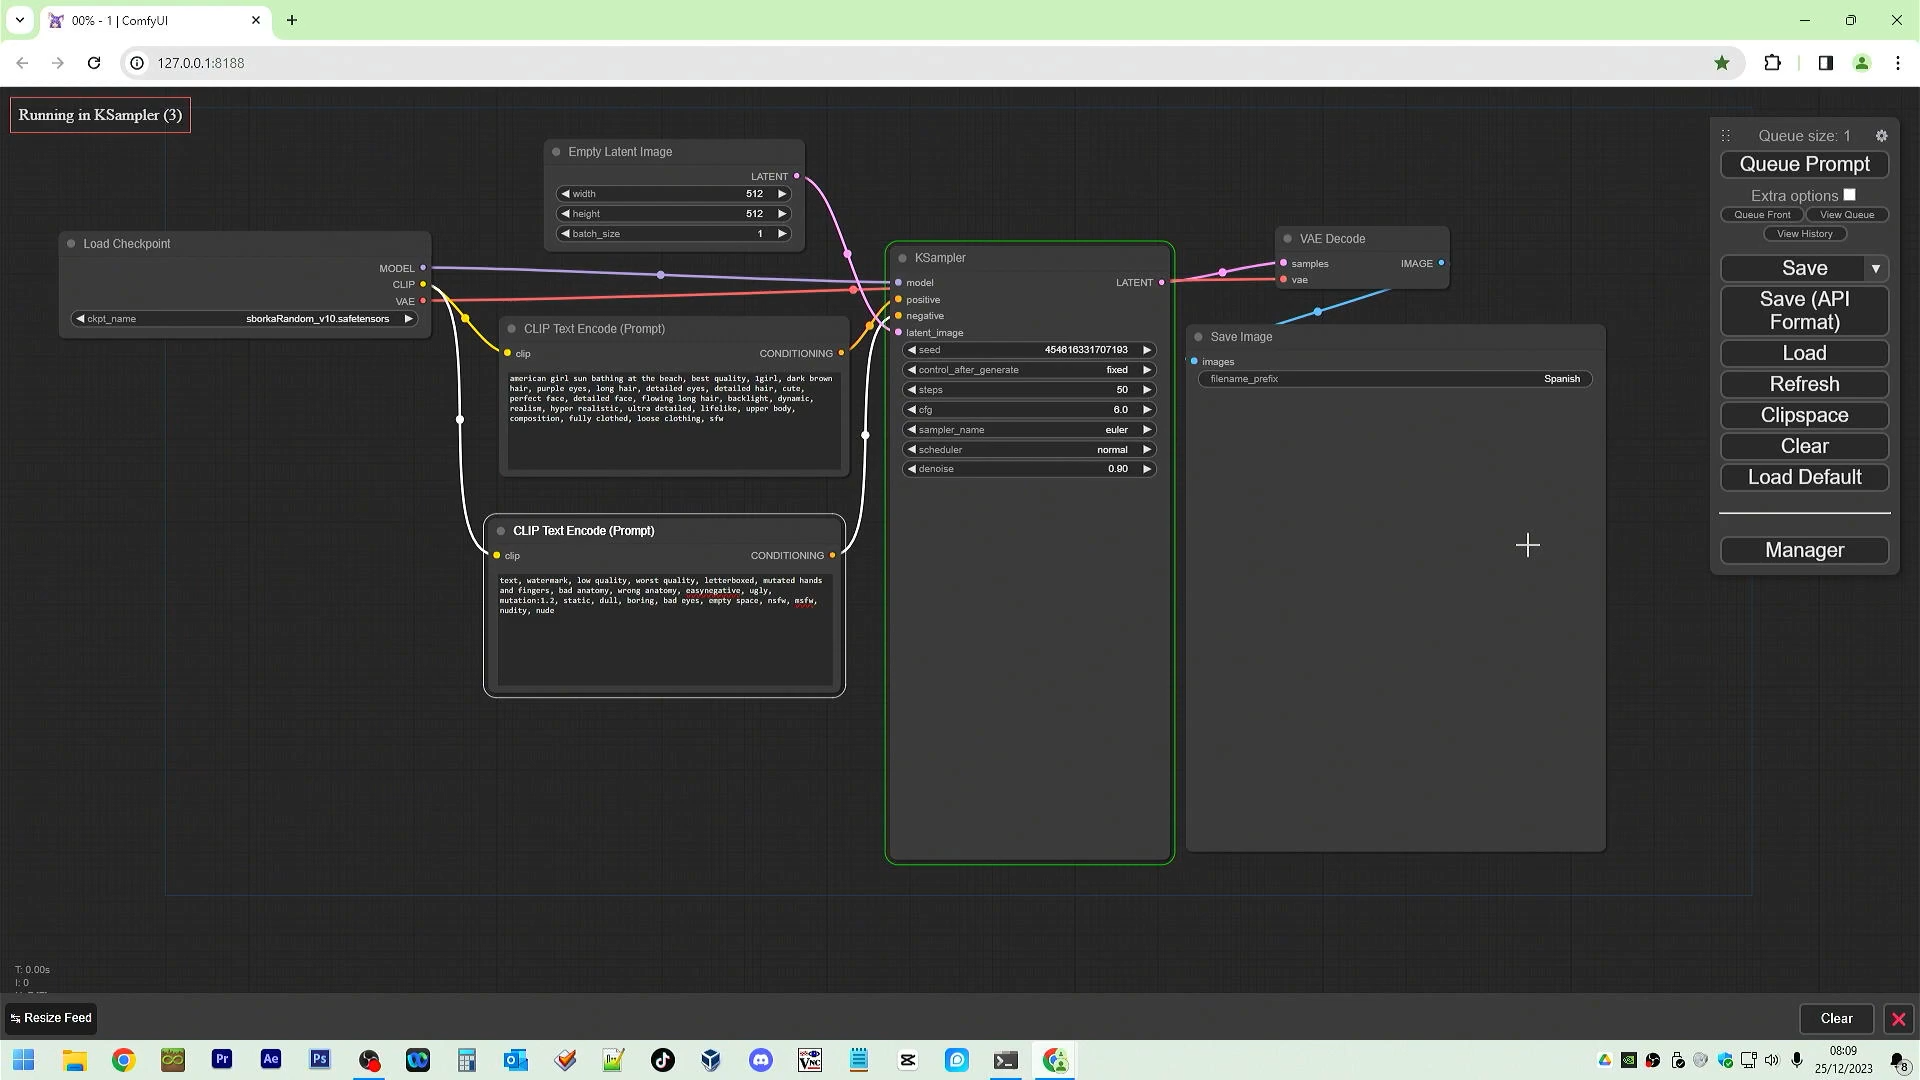 00% - 1 | ComfyUI
127.0.0.1:8188
Running in KSampler (3)
Empty Latent Image
LATENT
width 512
height 512
batch_size 1
Load Checkpoint
MODEL
CLIP
VAE
ckpt_name sborkaRandom_v10.safetensors
CLIP Text Encode (Prompt)
clip CONDITIONING
american girl sun bathing at the beach, best quality, 1girl, dark brown
hair, purple eyes, long hair, detailed eyes, detailed hair, cute,
perfect face, detailed face, flowing long hair, backlight, dynamic,
realism, hyper realistic, ultra detailed, lifelike, upper body,
composition, fully clothed, loose clothing, sfw
CLIP Text Encode (Prompt)
clip CONDITIONING
text, watermark, low quality, worst quality, letterboxed, mutated hands
and fingers, bad anatomy, wrong anatomy, easynegative, ugly,
mutation:1.2, static, dull, boring, bad eyes, empty space, nsfw, msfw,
nudity, nude
KSampler
model LATENT
positive
negative
latent_image
seed 454616331707193
control_after_generate fixed
steps 50
cfg 6.0
sampler_name euler
scheduler normal
denoise 0.90
VAE Decode
samples IMAGE
vae
Save Image
images
filename_prefix Spanish
Queue size: 1
Queue Prompt
Extra options
Queue Front View Queue
View History
Save
Save (API
Format)
Load
Refresh
Clipspace
Clear
Load Default
Manager
T: 0.00s
I: 0
Resize Feed
Clear
Pr
Ae
Ps
VNC
08:09
25/12/2023
8